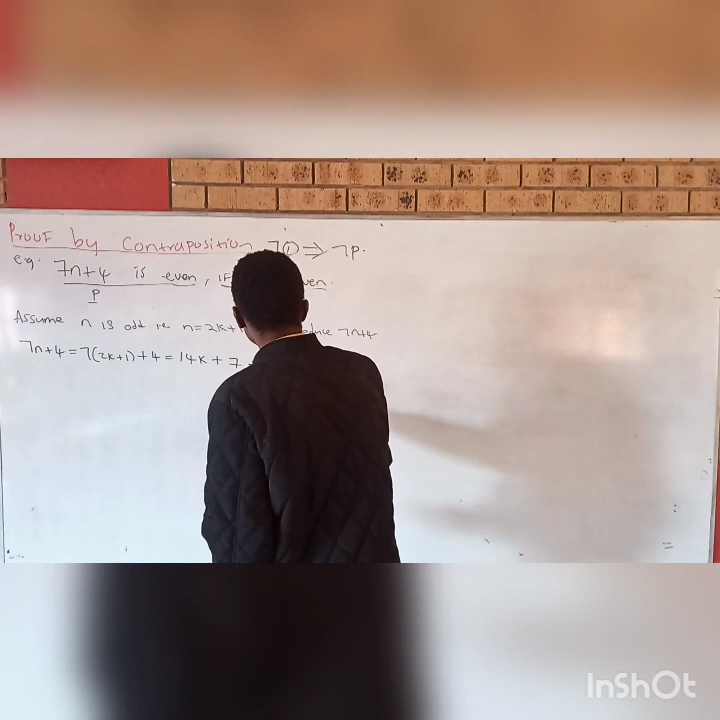 Proof by Contraposition ¬Q ⇒ ¬P.
e.g. 7n+4 is even, if
P
Assume n is odd ie n=2k+1 7n+4
7n+4 = 7(2k+1)+4 = 14k + 7
InShOt